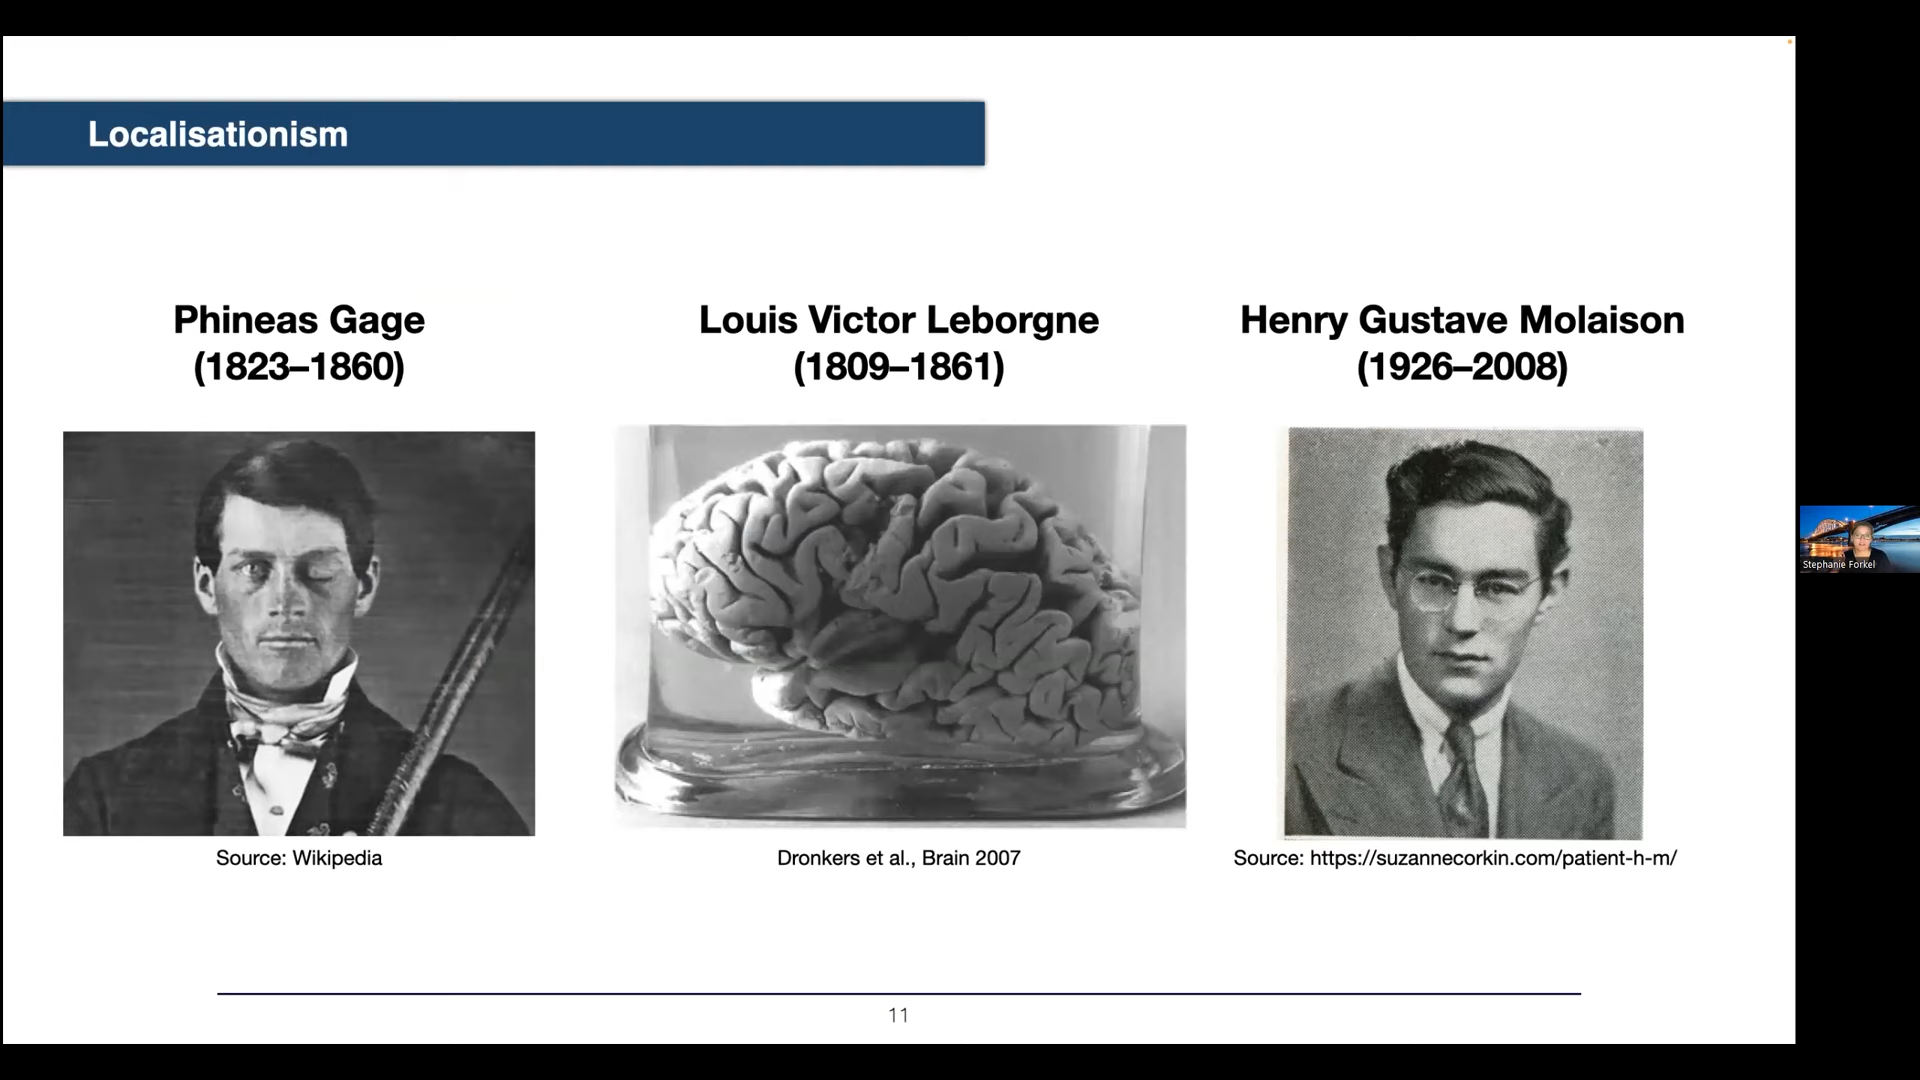 Localisationism
Phineas Gage
(1823–1860)
Louis Victor Leborgne
(1809–1861)
Henry Gustave Molaison
(1926–2008)
Source: Wikipedia
Dronkers et al., Brain 2007
Source: https://suzannecorkin.com/patient-h-m/
Stephanie Forkel
11